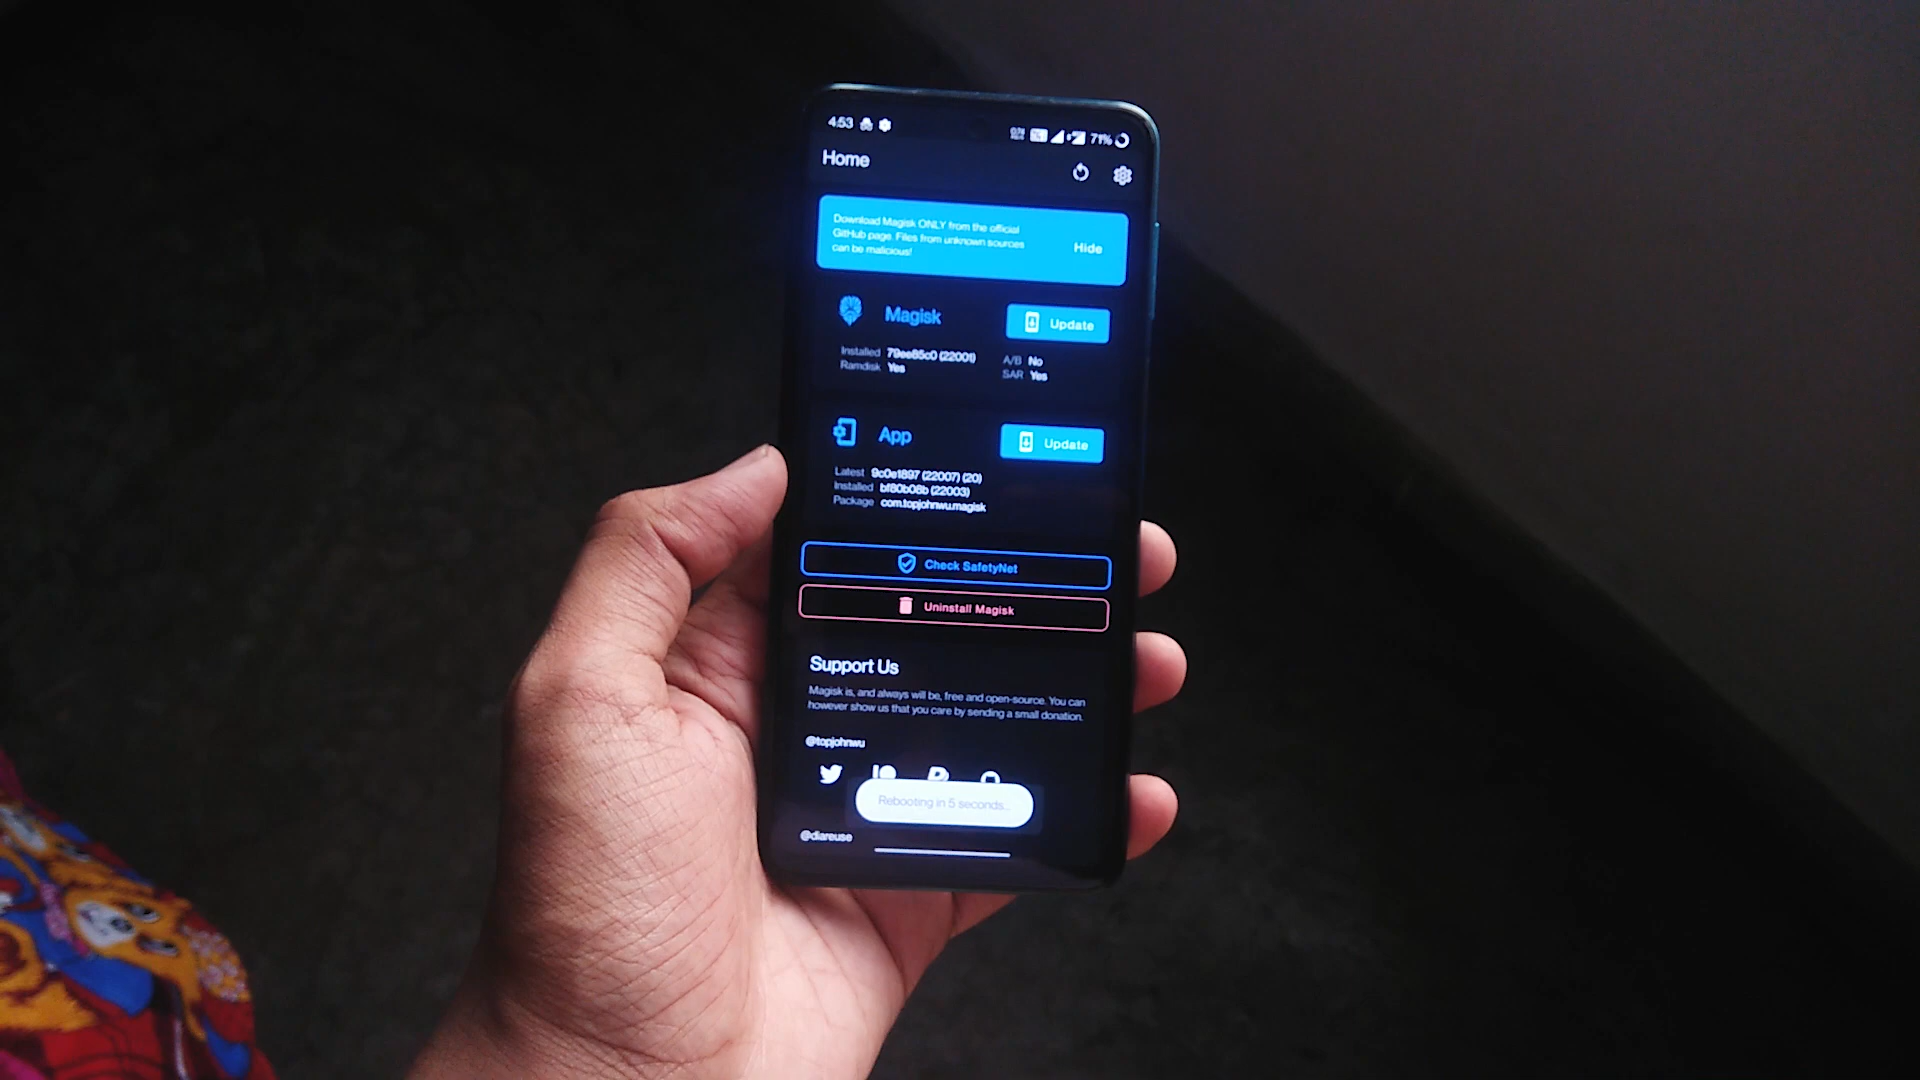 4:53 71%
Home
Download Magisk ONLY from the official
GitHub page. Files from unknown sources
can be malicious!
Hide
Magisk
Update
Installed 79ee85c0 (22001)
A/B No
Ramdisk Yes
SAR Yes
App
Update
Latest 9c0e1897 (22007) (20)
Installed bf80b08b (22003)
Package com.topjohnwu.magisk
Check SafetyNet
Uninstall Magisk
Support Us
Magisk is, and always will be, free and open-source. You can
however show us that you care by sending a small donation.
@topjohnwu
Rebooting in 5 seconds...
@diareuse